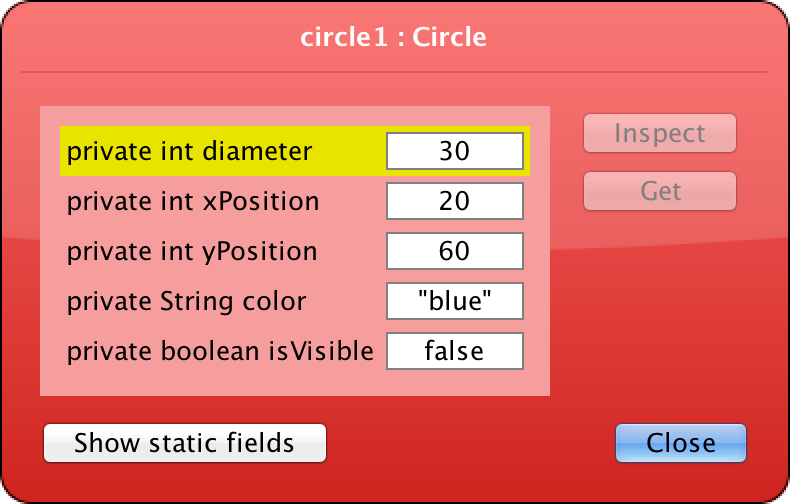 circle1 : Circle
private int diameter 30
private int xPosition 20
private int yPosition 60
private String color "blue"
private boolean isVisible false
Inspect
Get
Show static fields
Close